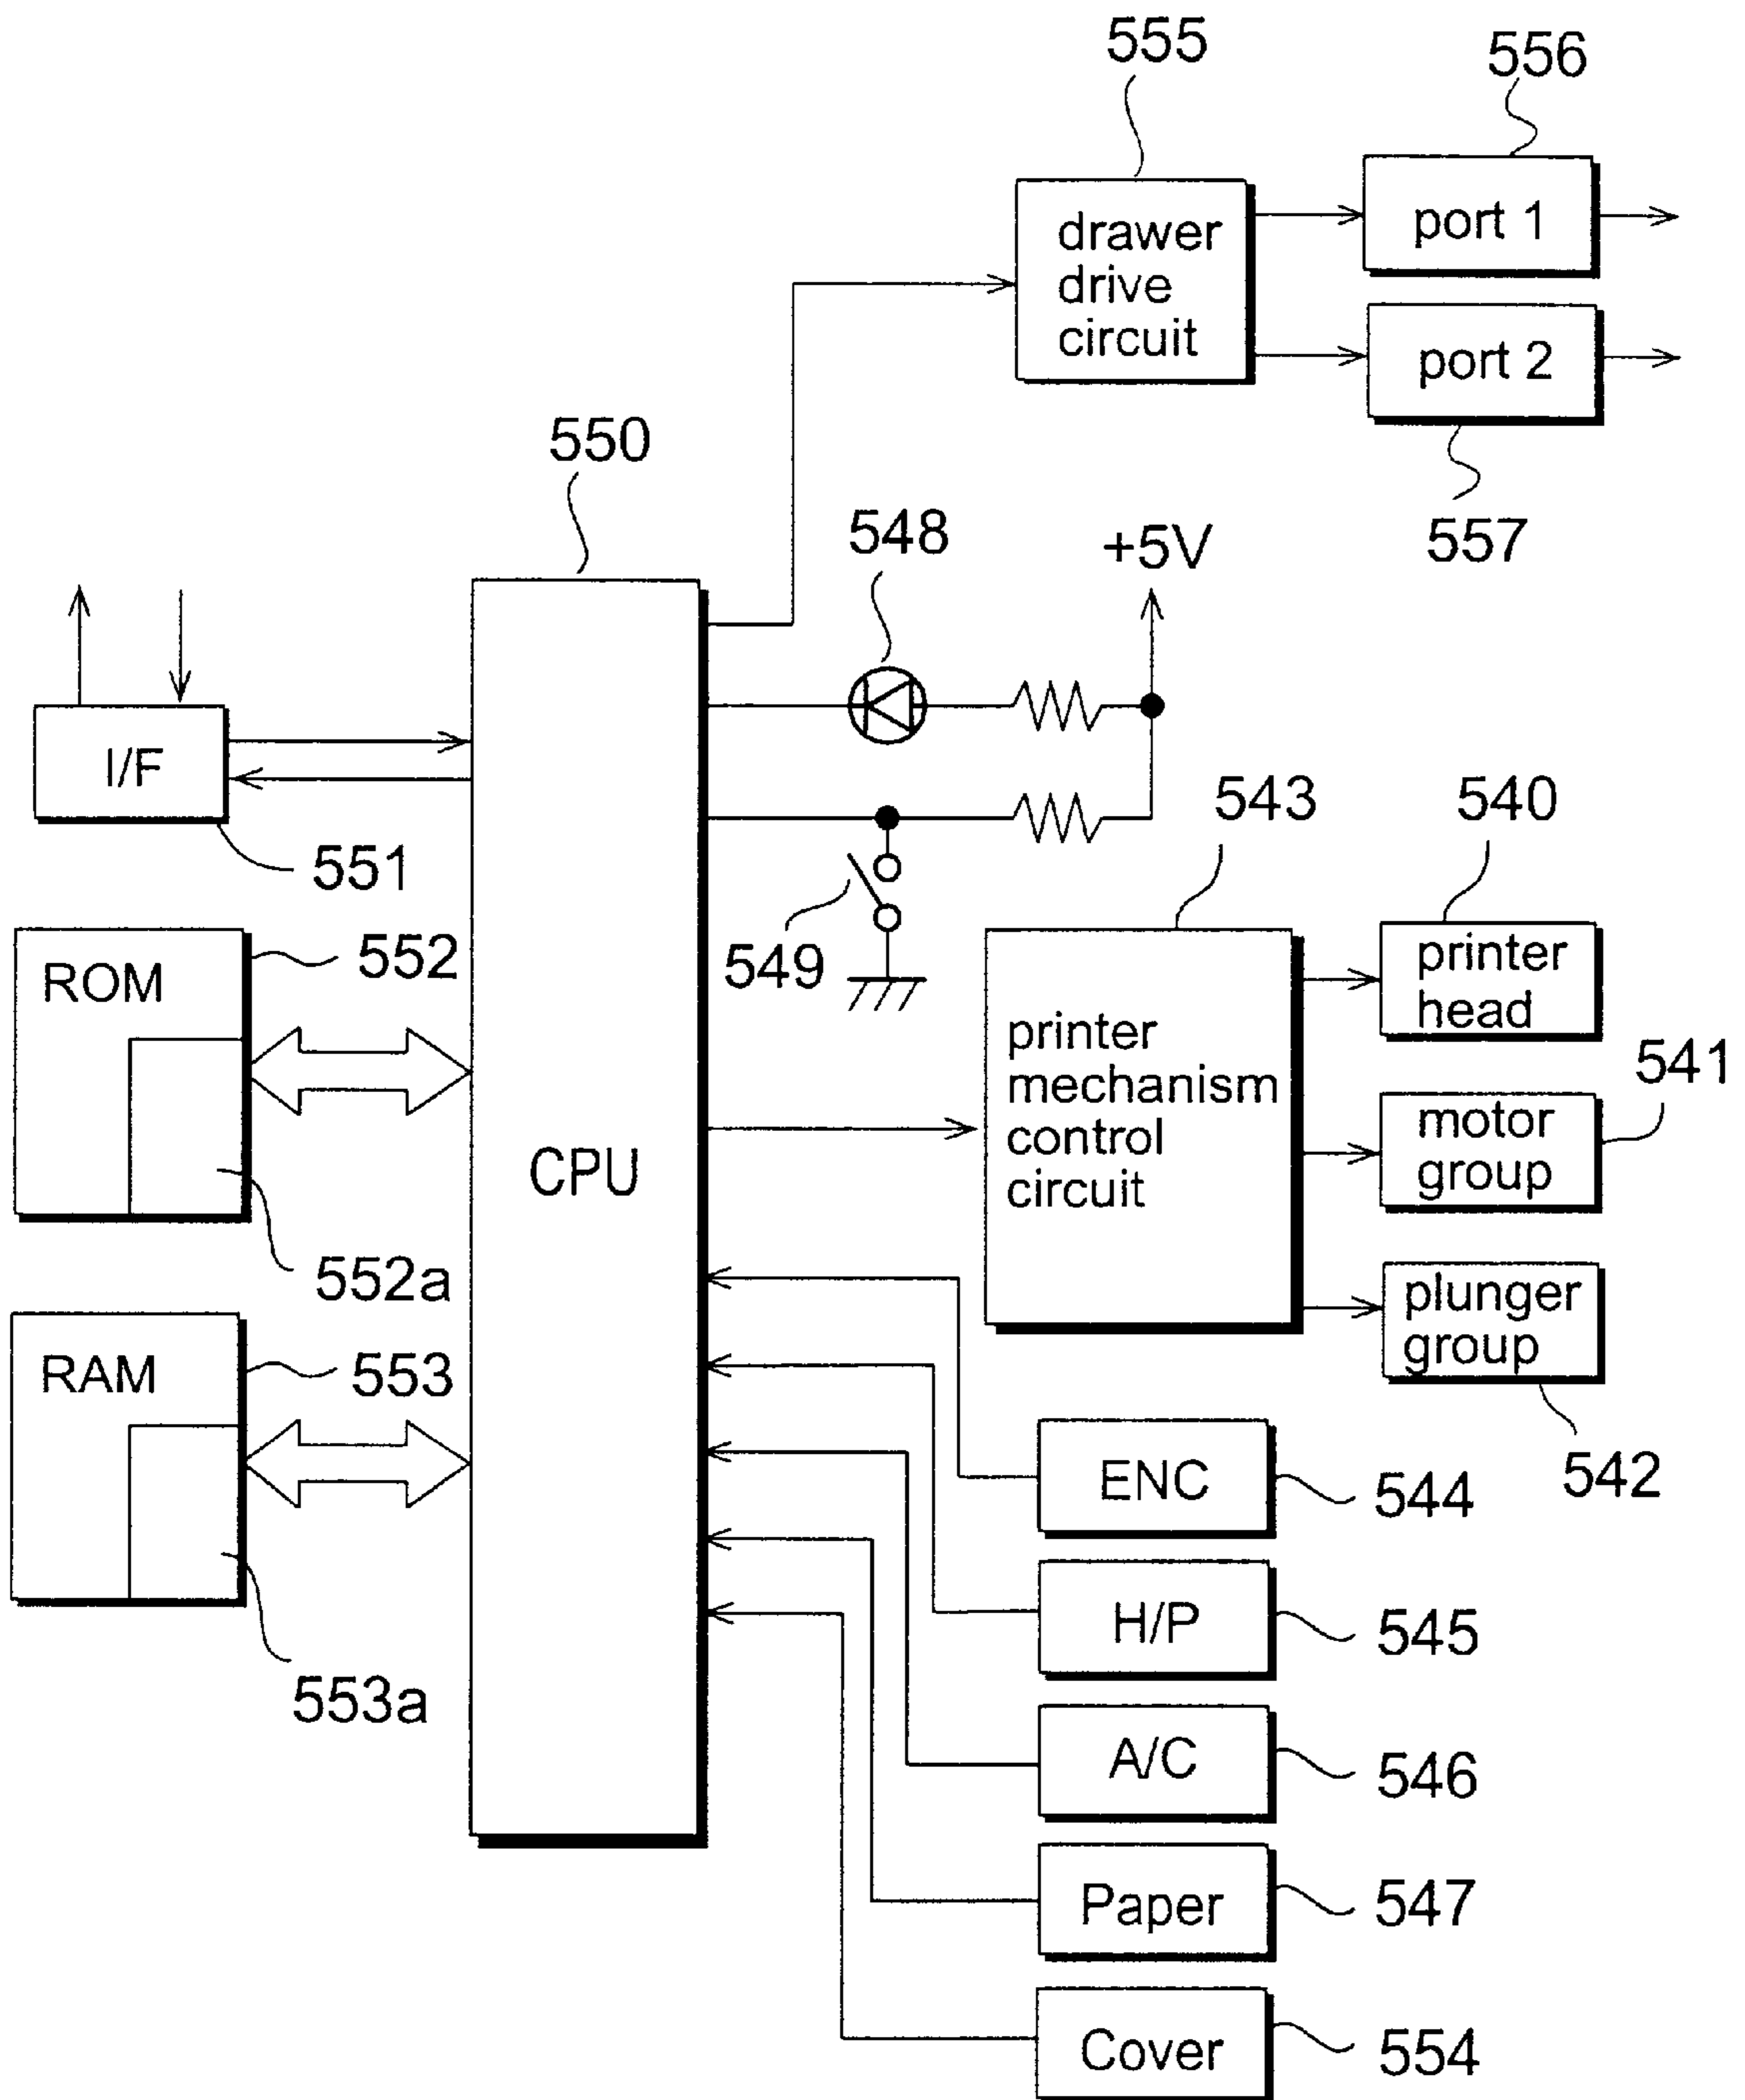 555
556
drawer
drive
circuit
port 1
port 2
557
550
548
+5V
I/F
551
549
543
540
printer
mechanism
control
circuit
printer
head
541
motor
group
plunger
group
542
ROM
552
552a
CPU
RAM
553
553a
ENC
544
H/P
545
A/C
546
Paper
547
Cover
554